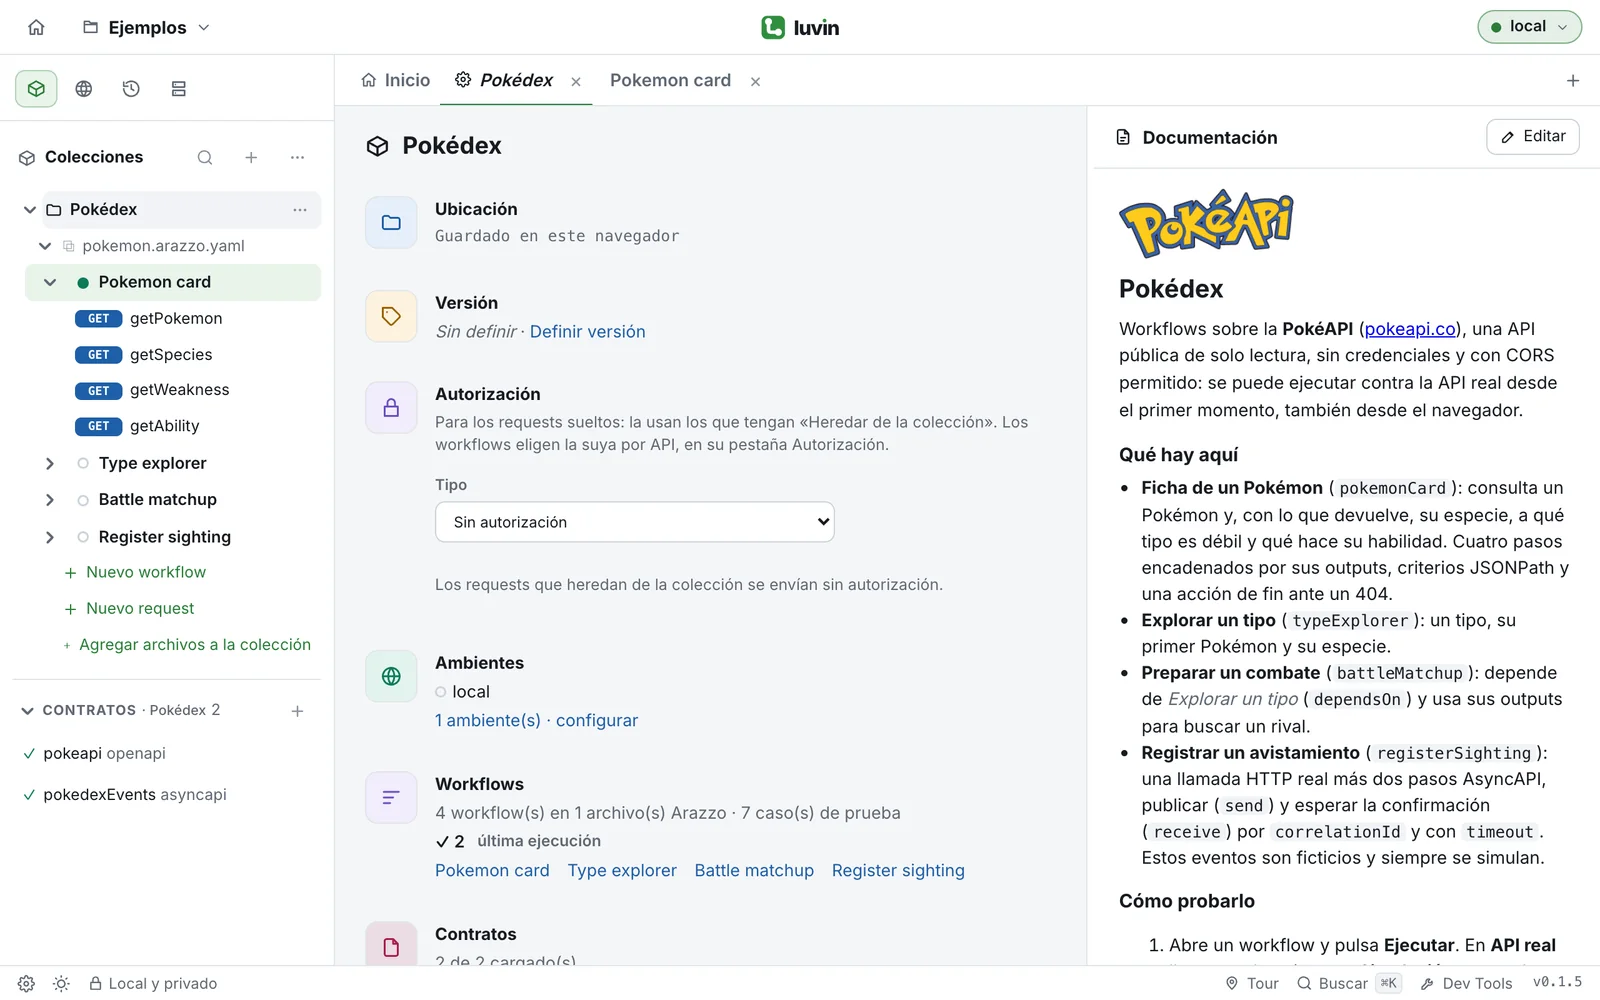 Ejemplos
luvin
local
Inicio
Pokédex
Pokemon card
Colecciones
Pokédex
pokemon.arazzo.yaml
Pokemon card
GET getPokemon
GET getSpecies
GET getWeakness
GET getAbility
Type explorer
Battle matchup
Register sighting
+ Nuevo workflow
+ Nuevo request
+ Agregar archivos a la colección
CONTRATOS · Pokédex 2
pokeapi openapi
pokedexEvents asyncapi
Pokédex
Ubicación
Guardado en este navegador
Versión
Sin definir · Definir versión
Autorización
Para los requests sueltos: la usan los que tengan «Heredar de la colección». Los
workflows eligen la suya por API, en su pestaña Autorización.
Tipo
Sin autorización
Los requests que heredan de la colección se envían sin autorización.
Ambientes
local
1 ambiente(s) · configurar
Workflows
4 workflow(s) en 1 archivo(s) Arazzo · 7 caso(s) de prueba
✓ 2 última ejecución
Pokemon card Type explorer Battle matchup Register sighting
Contratos
2 de 2 cargado(s)
Documentación
Editar
PokéAPI
Pokédex
Workflows sobre la PokéAPI (pokeapi.co), una API
pública de solo lectura, sin credenciales y con CORS
permitido: se puede ejecutar contra la API real desde
el primer momento, también desde el navegador.
Qué hay aquí
• Ficha de un Pokémon ( pokemonCard ): consulta un
Pokémon y, con lo que devuelve, su especie, a qué
tipo es débil y qué hace su habilidad. Cuatro pasos
encadenados por sus outputs, criterios JSONPath y
una acción de fin ante un 404.
• Explorar un tipo ( typeExplorer ): un tipo, su
primer Pokémon y su especie.
• Preparar un combate ( battleMatchup ): depende
de Explorar un tipo ( dependsOn ) y usa sus outputs
para buscar un rival.
• Registrar un avistamiento ( registerSighting ):
una llamada HTTP real más dos pasos AsyncAPI,
publicar ( send ) y esperar la confirmación
( receive ) por correlationId y con timeout .
Estos eventos son ficticios y siempre se simulan.
Cómo probarlo
1. Abre un workflow y pulsa Ejecutar. En API real
Local y privado
Tour
Buscar ⌘K
Dev Tools
v0.1.5